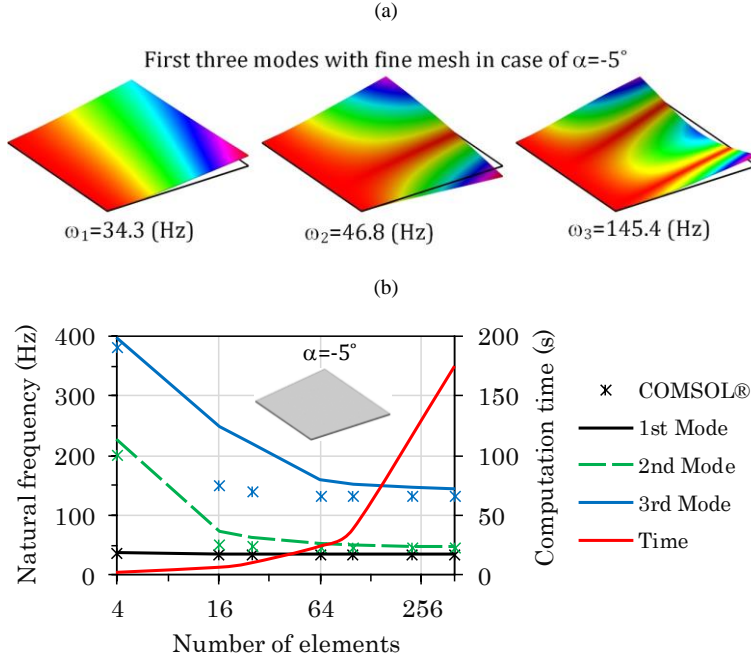 (a)
First three modes with fine mesh in case of α=-5˚
ω1=34.3 (Hz)
ω2=46.8 (Hz)
ω3=145.4 (Hz)
(b)
Natural frequency (Hz)
400
300
200
100
0
α=-5˚
200
150
100
50
0
Computation time (s)
4
16
64
256
Number of elements
COMSOL®
1st Mode
2nd Mode
3rd Mode
Time